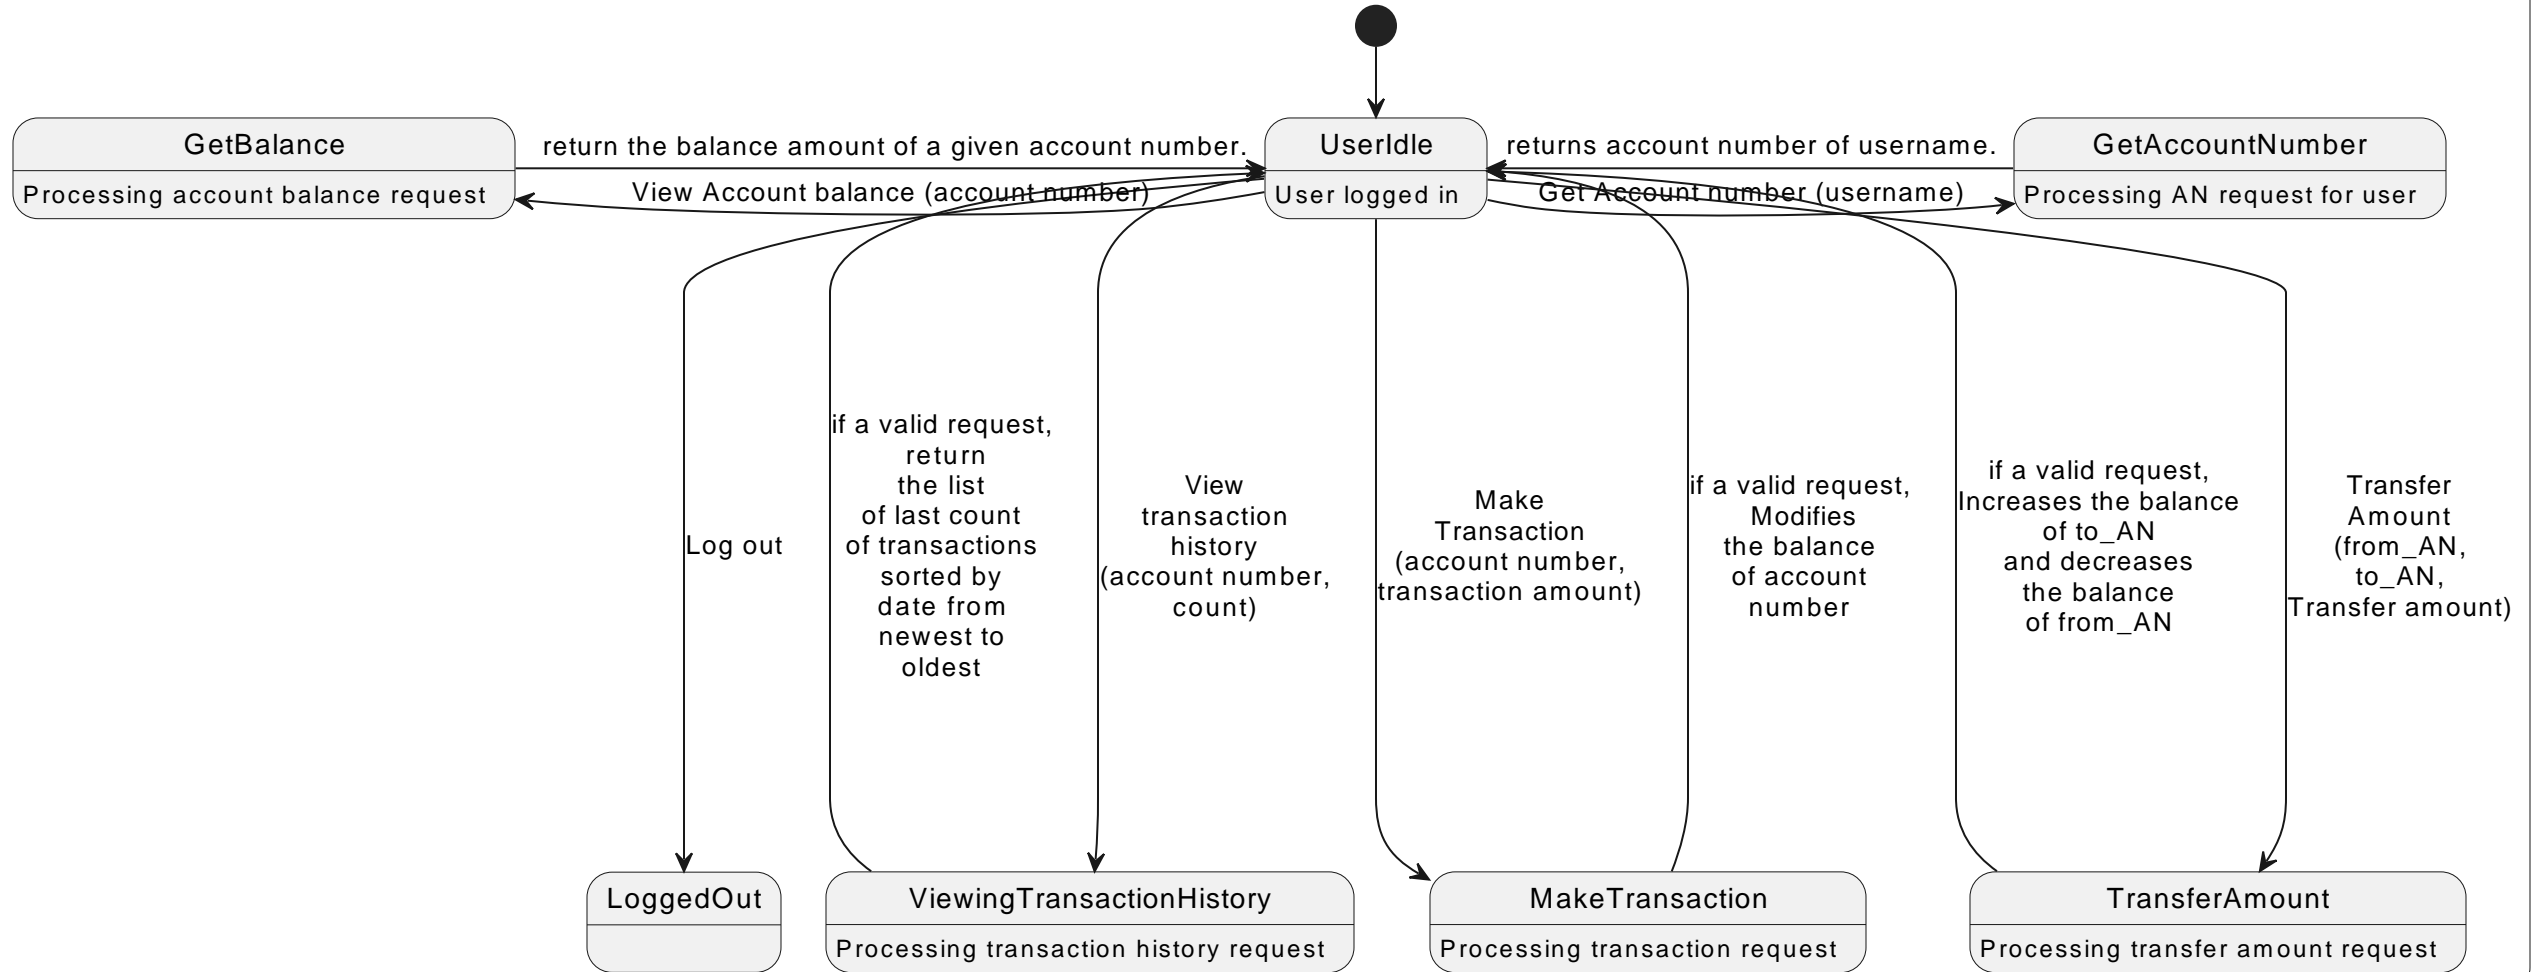 GetBalance
Processing account balance request
return the balance amount of a given account number.
View Account balance (account number)
UserIdle
User logged in
returns account number of username.
Get Account number (username)
GetAccountNumber
Processing AN request for user
Log out
if a valid request,
return
the list
of last count
of transactions
sorted by
date from
newest to
oldest
View
transaction
history
(account number,
count)
Make
Transaction
(account number,
transaction amount)
if a valid request,
Modifies
the balance
of account
number
if a valid request,
Increases the balance
of to_AN
and decreases
the balance
of from_AN
Transfer
Amount
(from_AN,
to_AN,
Transfer amount)
LoggedOut
ViewingTransactionHistory
Processing transaction history request
MakeTransaction
Processing transaction request
TransferAmount
Processing transfer amount request